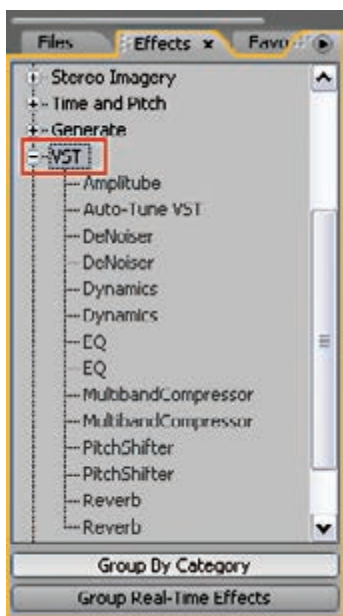 Files Effects x Favo
Stereo Imagery
Time and Pitch
Generate
VST
Amplitube
Auto-Tune VST
DeNoiser
DeNoiser
Dynamics
Dynamics
EQ
EQ
MultibandCompressor
MultibandCompressor
PitchShifter
PitchShifter
Reverb
Reverb
Group By Category
Group Real-Time Effects